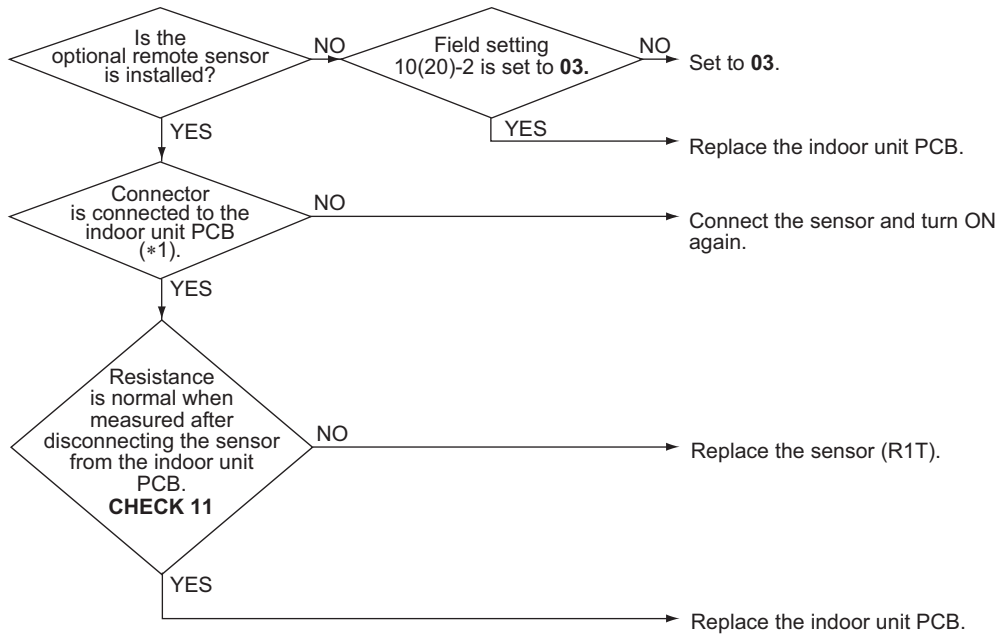 Is the
optional remote sensor
is installed?
NO
Field setting
10(20)-2 is set to 03.
NO
Set to 03.
YES
YES
Replace the indoor unit PCB.
Connector
is connected to the
indoor unit PCB
(*1).
NO
Connect the sensor and turn ON
again.
YES
Resistance
is normal when
measured after
disconnecting the sensor
from the indoor unit
PCB.
CHECK 11
NO
Replace the sensor (R1T).
YES
Replace the indoor unit PCB.